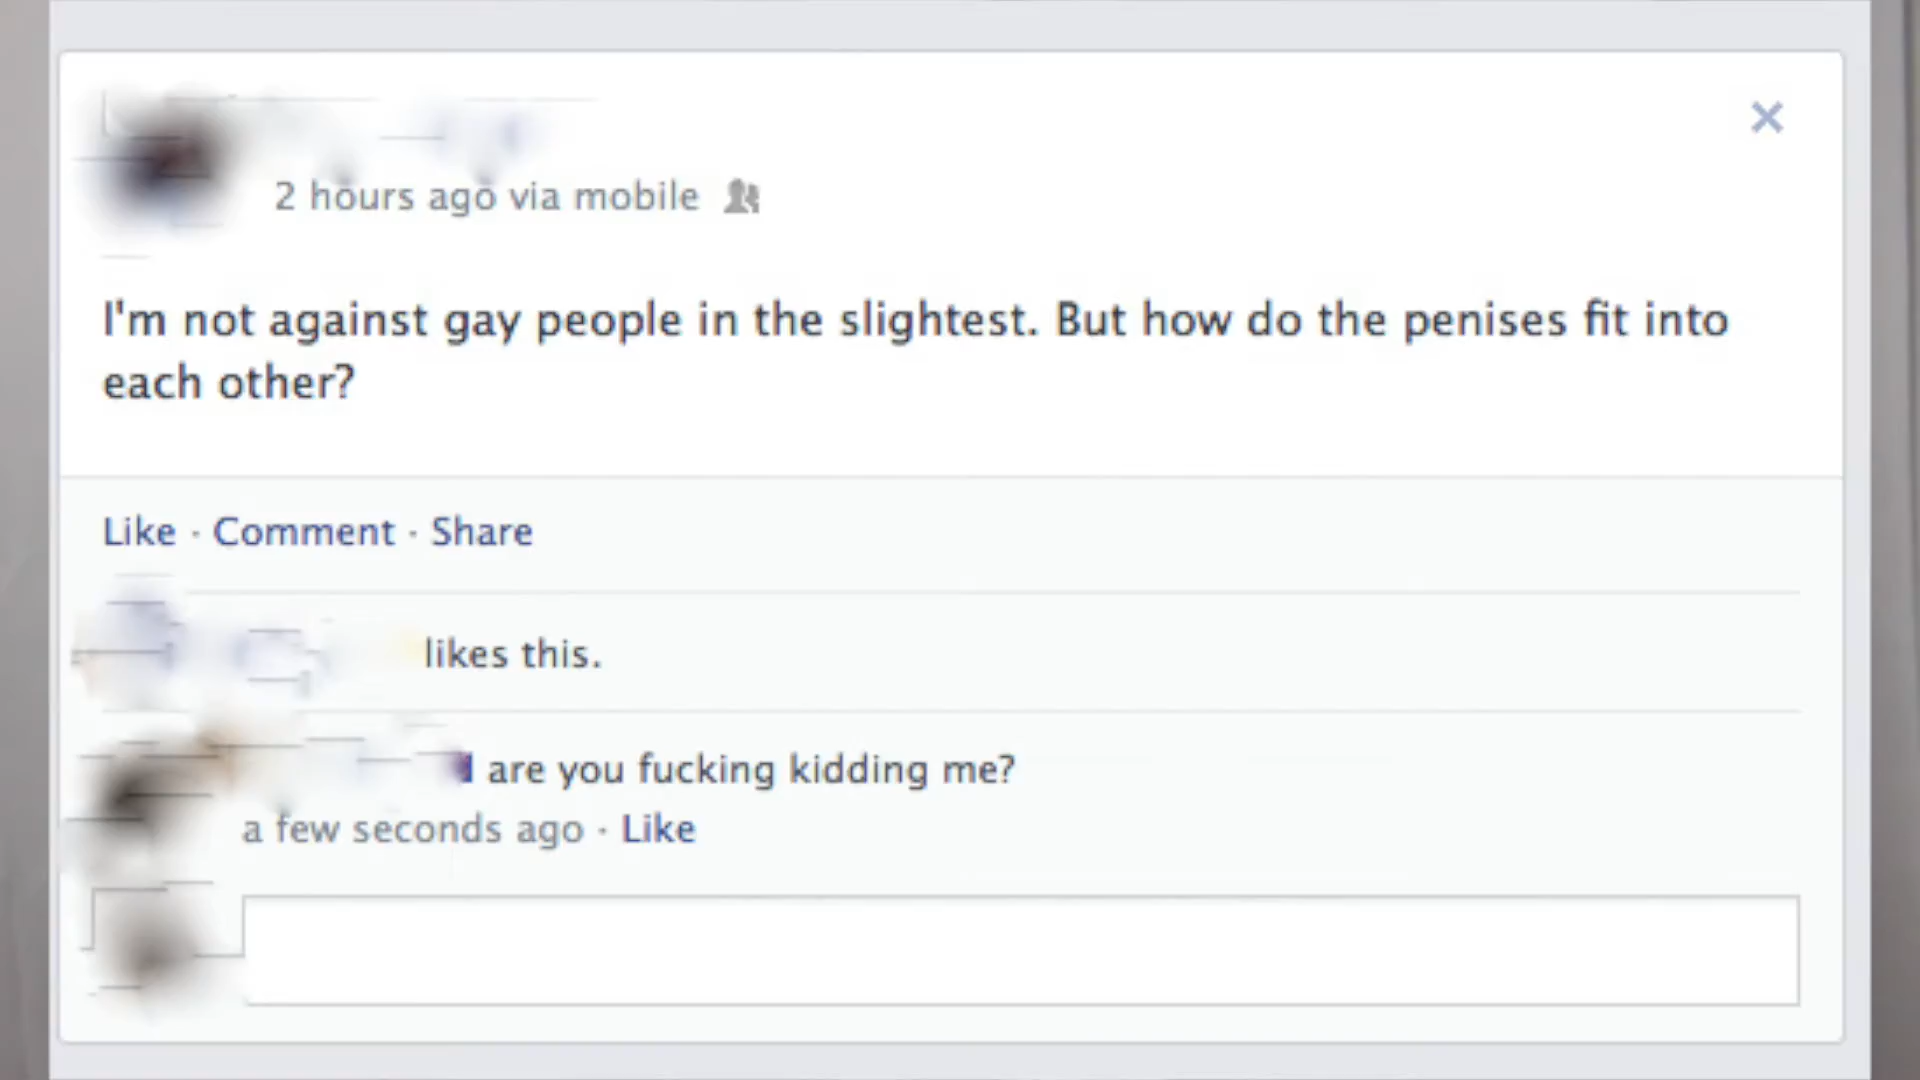 2 hours ago via mobile
I'm not against gay people in the slightest. But how do the penises fit into
each other?
Like · Comment · Share
likes this.
are you fucking kidding me?
a few seconds ago · Like